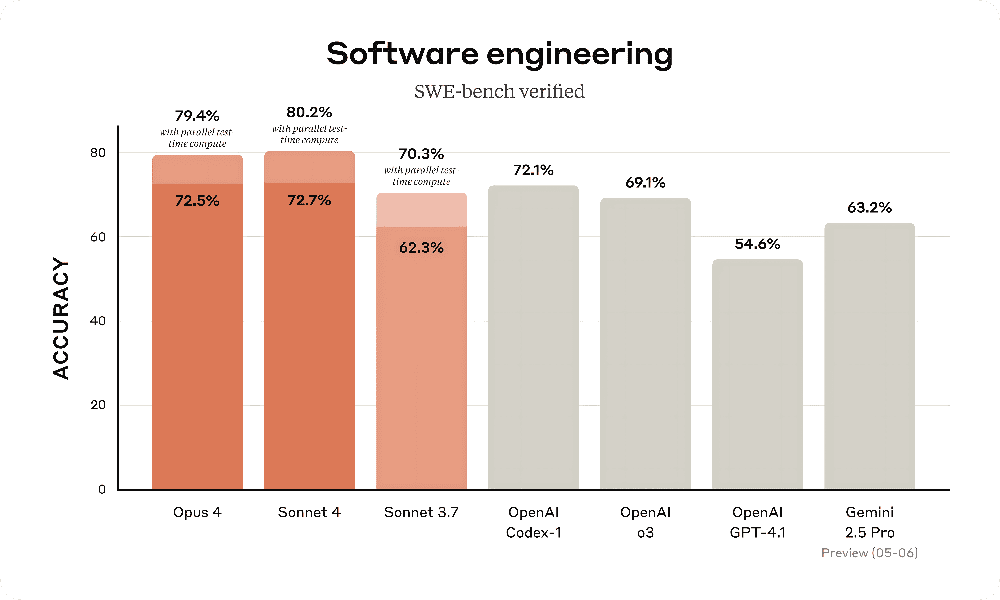 Software engineering
SWE-bench verified
ACCURACY
80
60
40
20
0
79.4%
with parallel test-
time compute
72.5%
80.2%
with parallel test-
time compute
72.7%
70.3%
with parallel test-
time compute
62.3%
72.1%
69.1%
54.6%
63.2%
Opus 4
Sonnet 4
Sonnet 3.7
OpenAI
Codex-1
OpenAI
o3
OpenAI
GPT-4.1
Gemini
2.5 Pro
Preview (05-06)